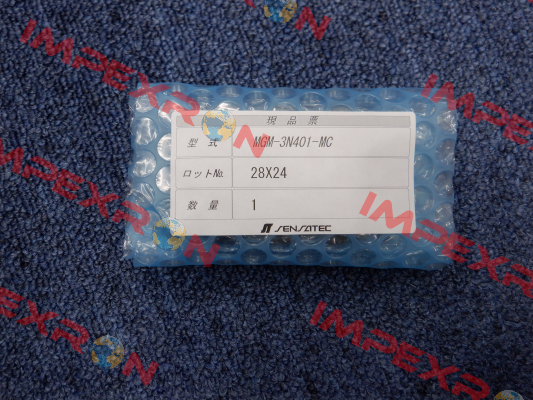 現品票
型式 MGM-3N401-MC
ロットNo. 28X24
数量 1
SENSATEC
IMPEXRON
IMPEXRON
IMPEXRON
IMPEXRON
IMPEXRON
IMPEXRON